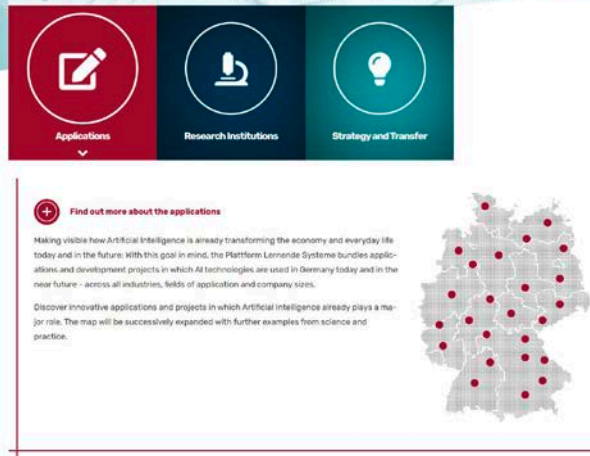 Applications
Research Institutions
Strategy and Transfer
Find out more about the applications
Making visible how Artificial Intelligence is already transforming the economy and everyday life
today and in the future: With this goal in mind, the Plattform Lernende Systeme bundles applic-
ations and development projects in which AI technologies are used in Germany today and in the
near future - across all industries, fields of application and company sizes.
Discover innovative applications and projects in which Artificial Intelligence already plays a ma-
jor role. The map will be successively expanded with further examples from science and
practice.